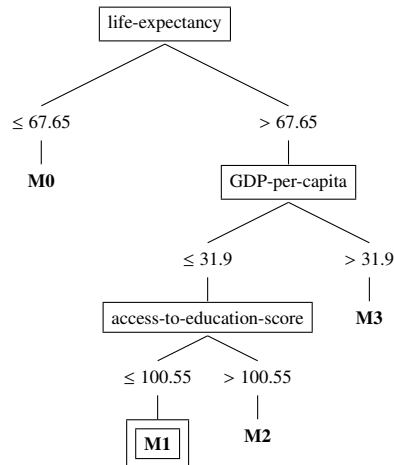 life-expectancy
≤ 67.65 > 67.65
M0 GDP-per-capita
≤ 31.9 > 31.9
access-to-education-score M3
≤ 100.55 > 100.55
M1 M2